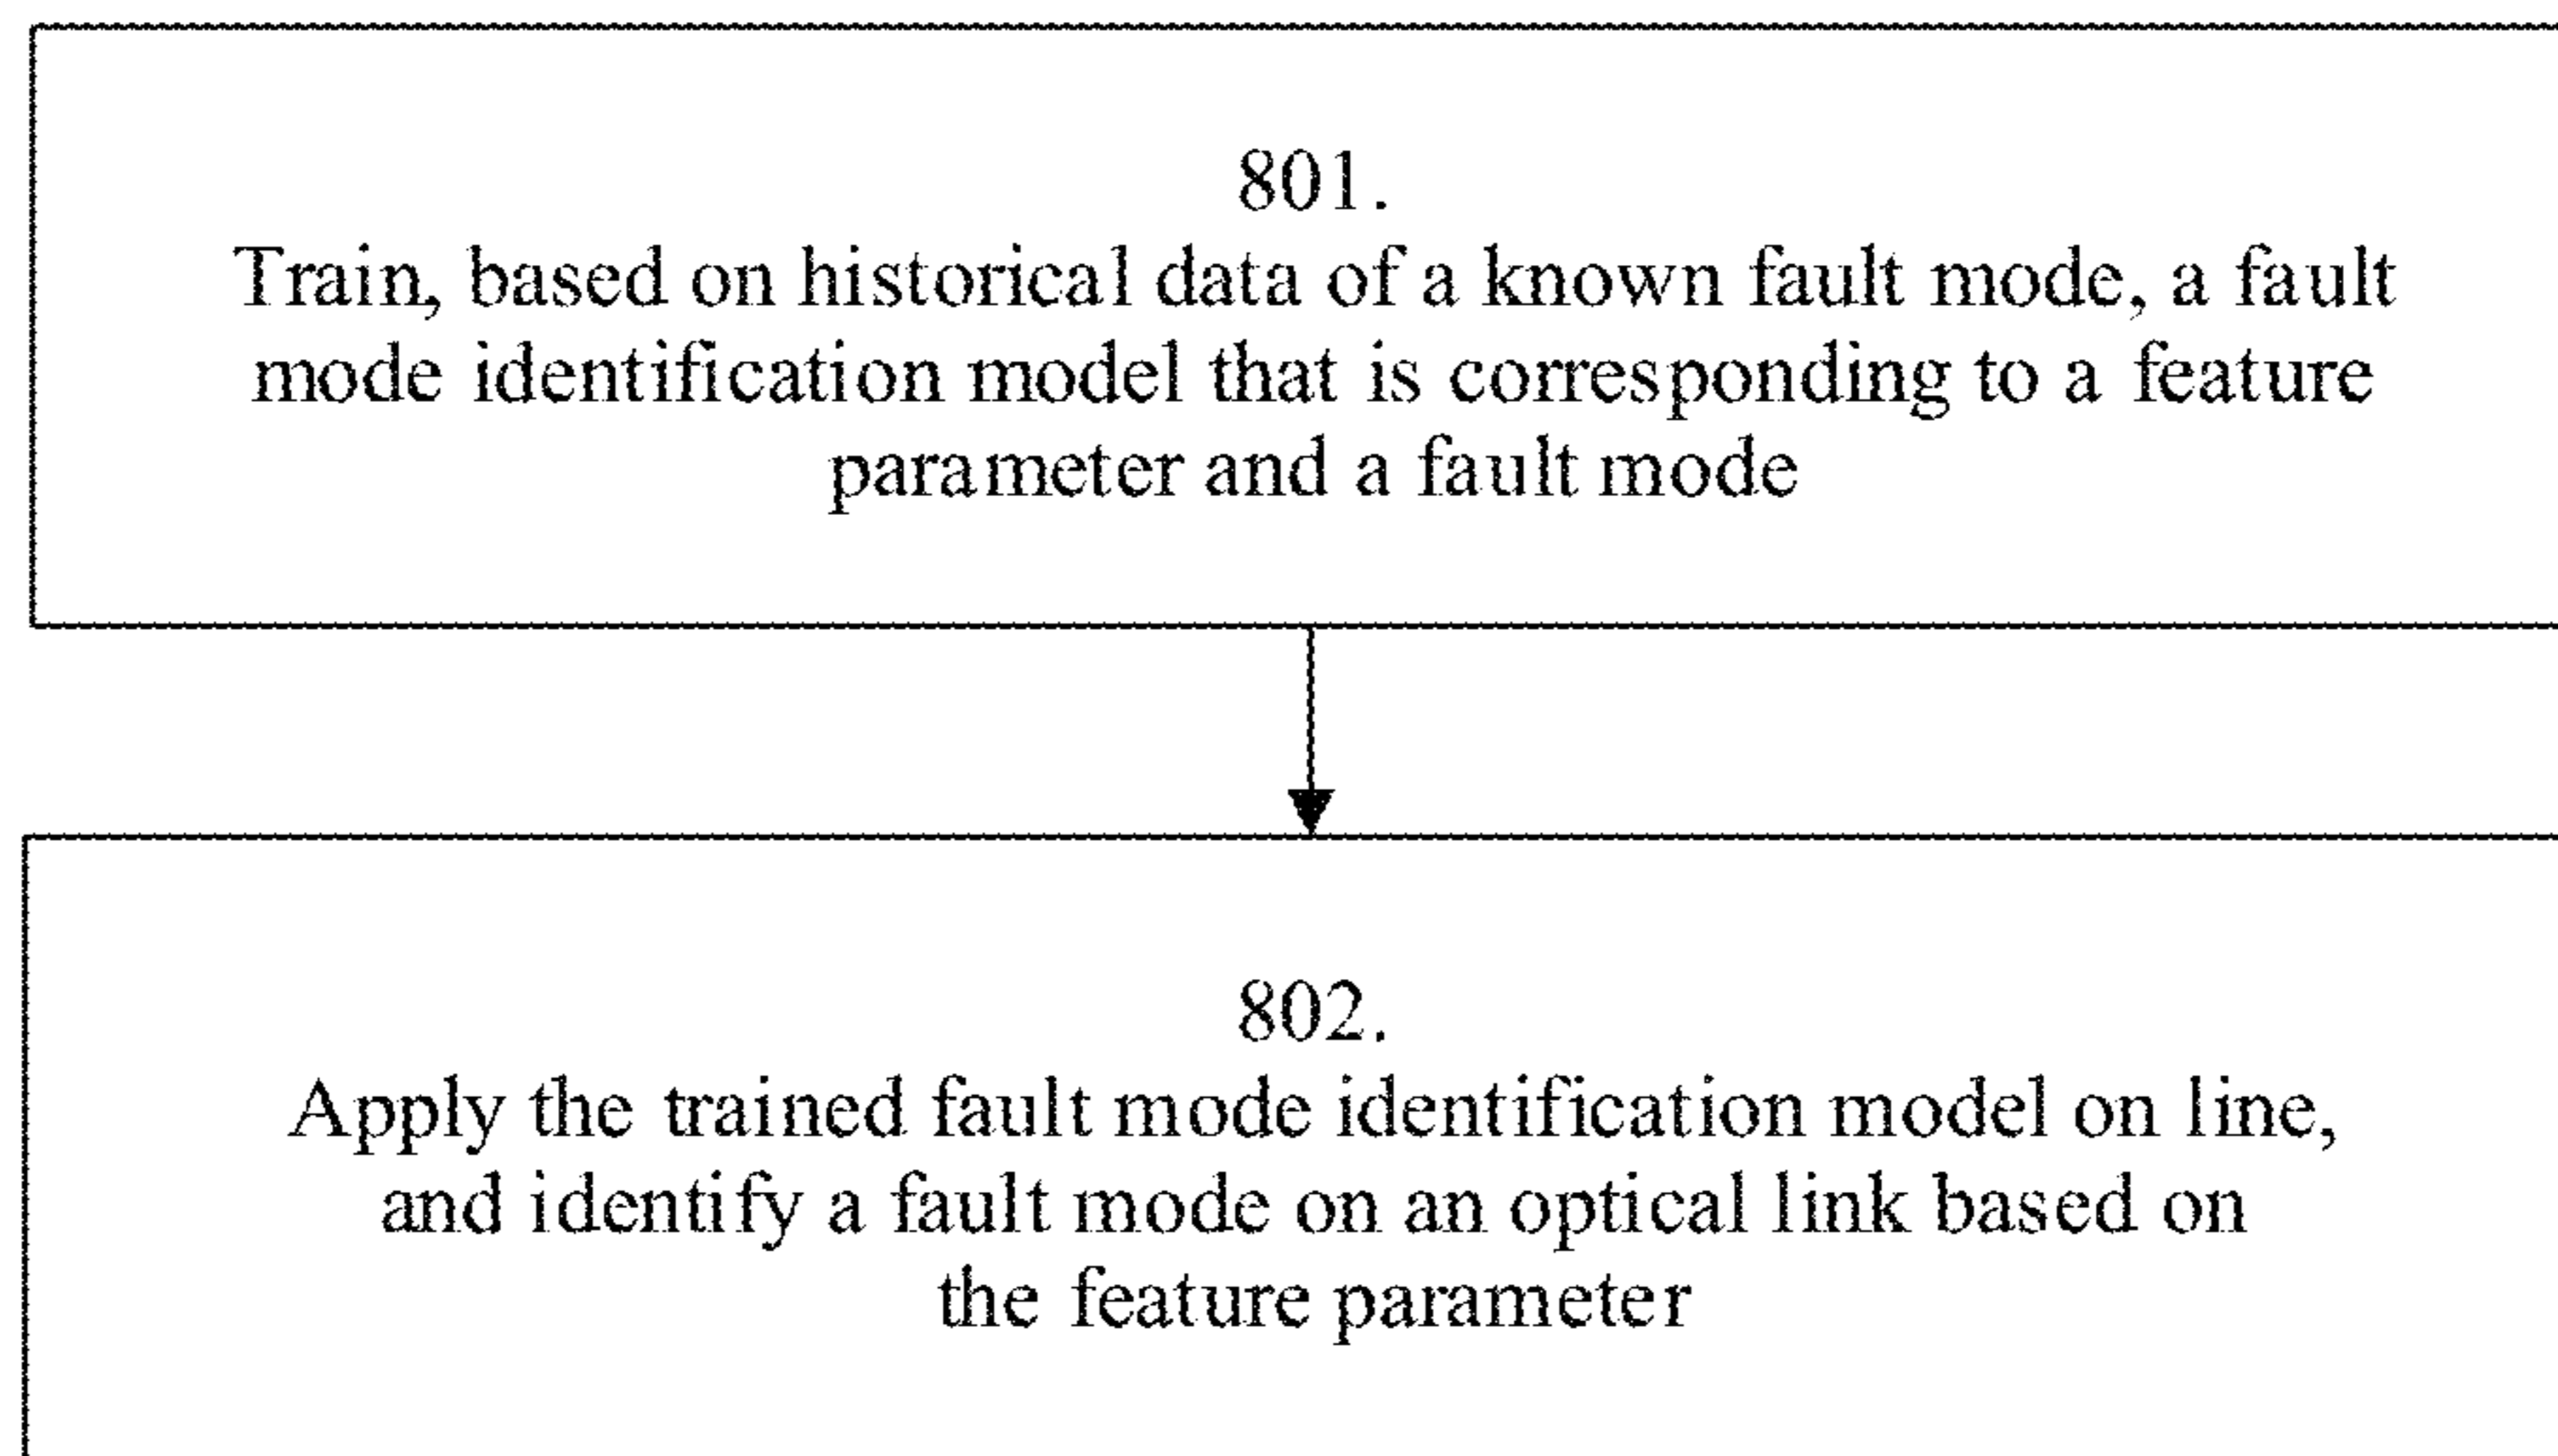 801.
Train, based on historical data of a known fault mode, a fault
mode identification model that is corresponding to a feature
parameter and a fault mode
802.
Apply the trained fault mode identification model on line,
and identify a fault mode on an optical link based on
the feature parameter